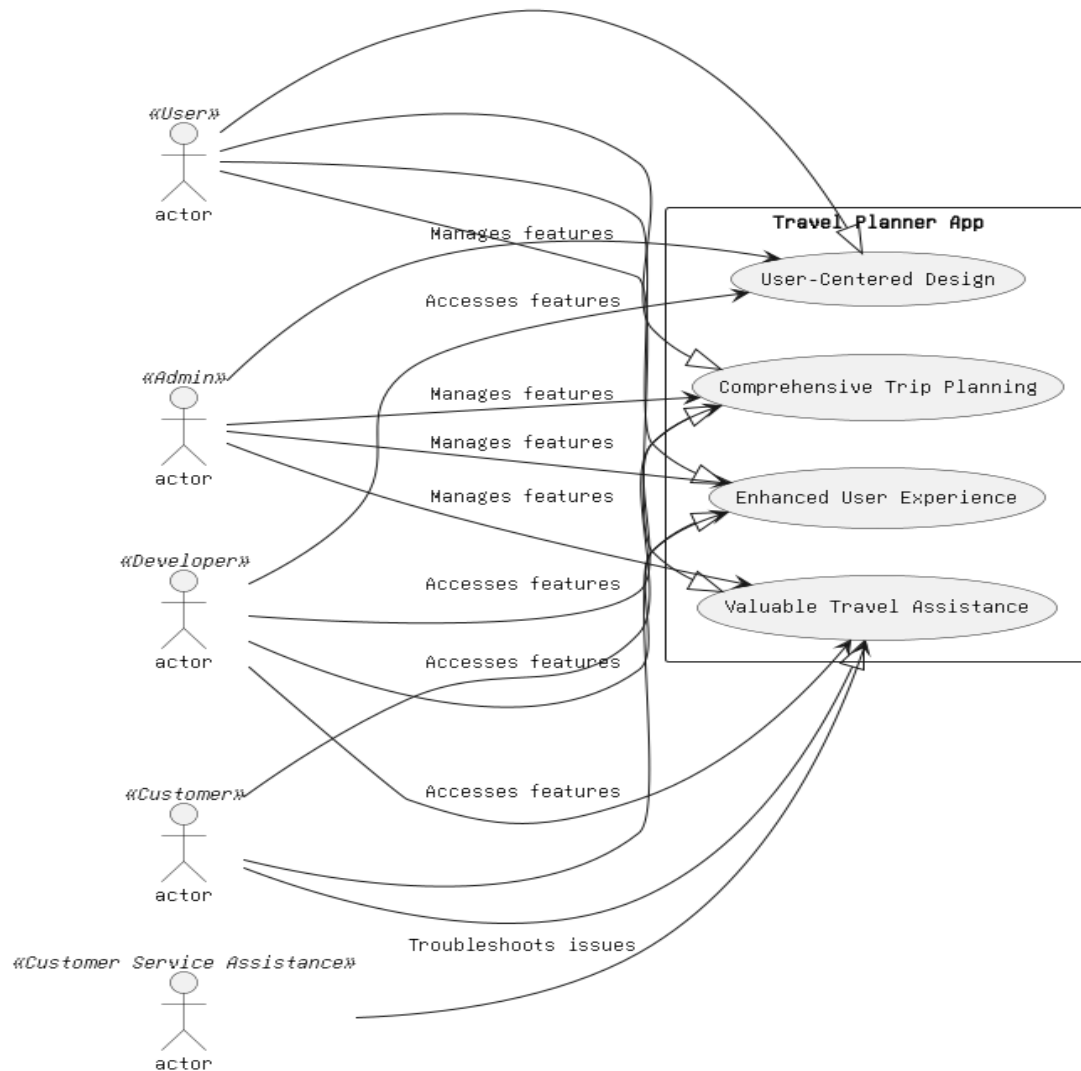 «User»
actor
Travel Planner App
Manages features
User-Centered Design
Accesses features
«Admin»
actor
Manages features
Comprehensive Trip Planning
Manages features
Manages features
Enhanced User Experience
«Developer»
actor
Accesses features
Valuable Travel Assistance
Accesses features
Accesses features
«Customer»
actor
Troubleshoots issues
«Customer Service Assistance»
actor